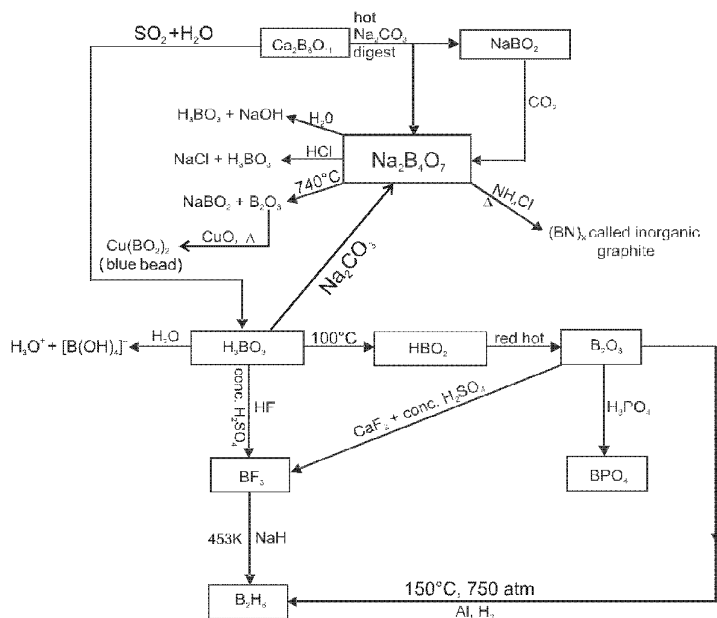 hot
SO₂+H₂O
Ca₂B₆O₁₁
Na₂CO₃
digest
NaBO₂
CO₂
H₃BO₃ + NaOH
H₂O
NaCl + H₃BO₃
HCl
Na₂B₄O₇
740°C
NaBO₂ + B₂O₃
NH₄Cl
Δ
(BN)ₓ called inorganic
graphite
Cu(BO₂)₂
CuO, Δ
(blue bead)
Na₂CO₃
H₃O⁺ + [B(OH)₄]⁻
H₂O
H₃BO₃
100°C
HBO₂
red hot
B₂O₃
conc. H₂SO₄
HF
CaF₂ + conc. H₂SO₄
H₃PO₄
BF₃
BPO₄
453K
NaH
150°C, 750 atm
B₂H₆
Al, H₂